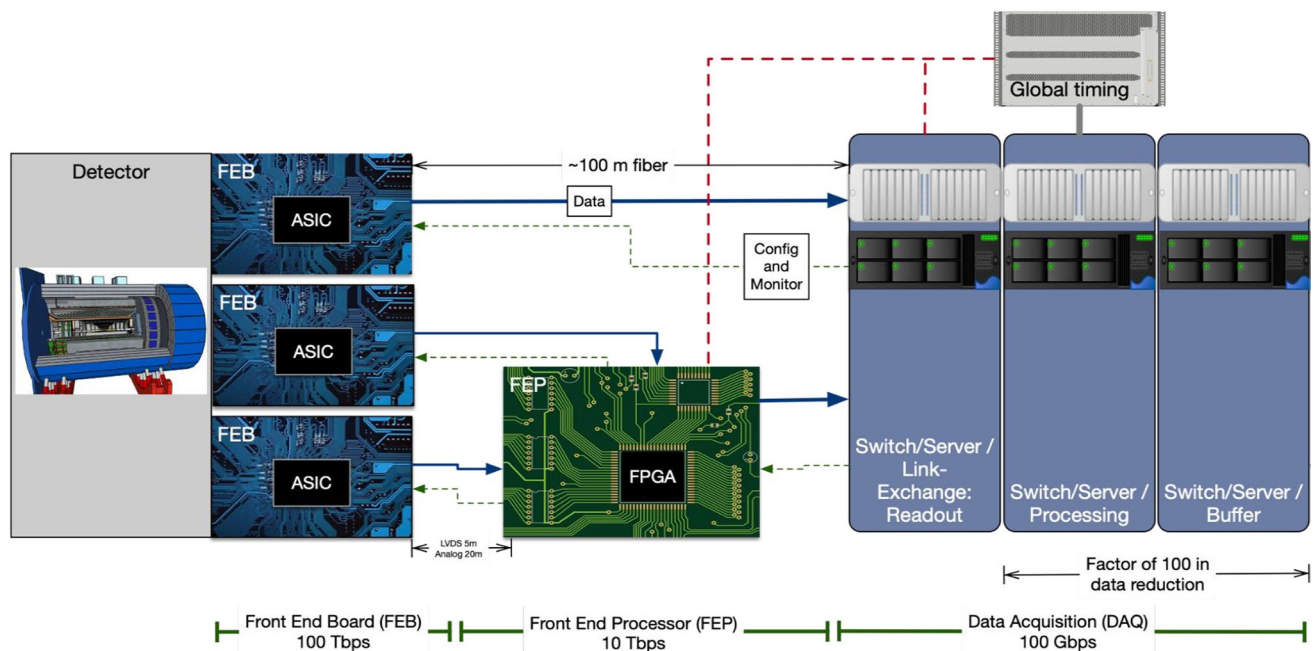 Global timing
Detector
FEB
~100 m fiber
Data
ASIC
Config
and
Monitor
FEB
ASIC
FEP
FEB
ASIC
FPGA
Switch/Server /
Link-
Exchange:
Readout
Switch/Server /
Processing
Switch/Server /
Buffer
LVDS 5m
Analog 20m
Factor of 100 in
data reduction
Front End Board (FEB)
100 Tbps
Front End Processor (FEP)
10 Tbps
Data Acquisition (DAQ)
100 Gbps